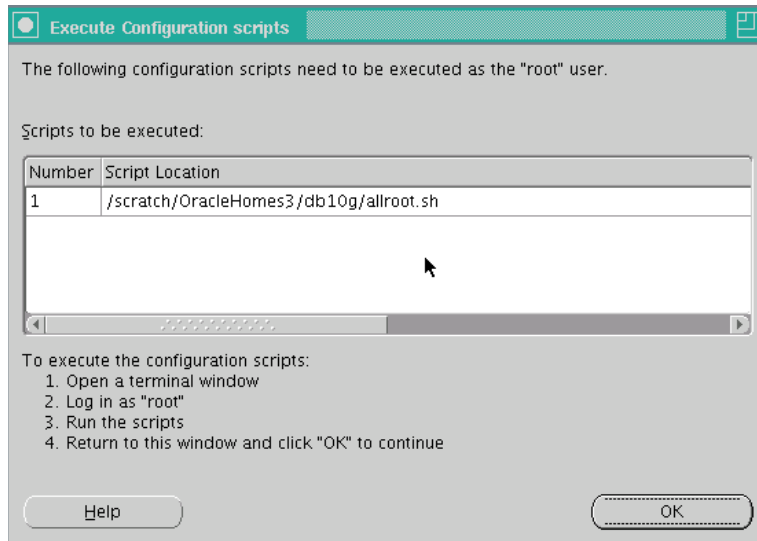 Execute Configuration scripts
The following configuration scripts need to be executed as the "root" user.
Scripts to be executed:
Number Script Location
1 /scratch/OracleHomes3/db10g/allroot.sh
To execute the configuration scripts:
1. Open a terminal window
2. Log in as "root"
3. Run the scripts
4. Return to this window and click "OK" to continue
Help OK